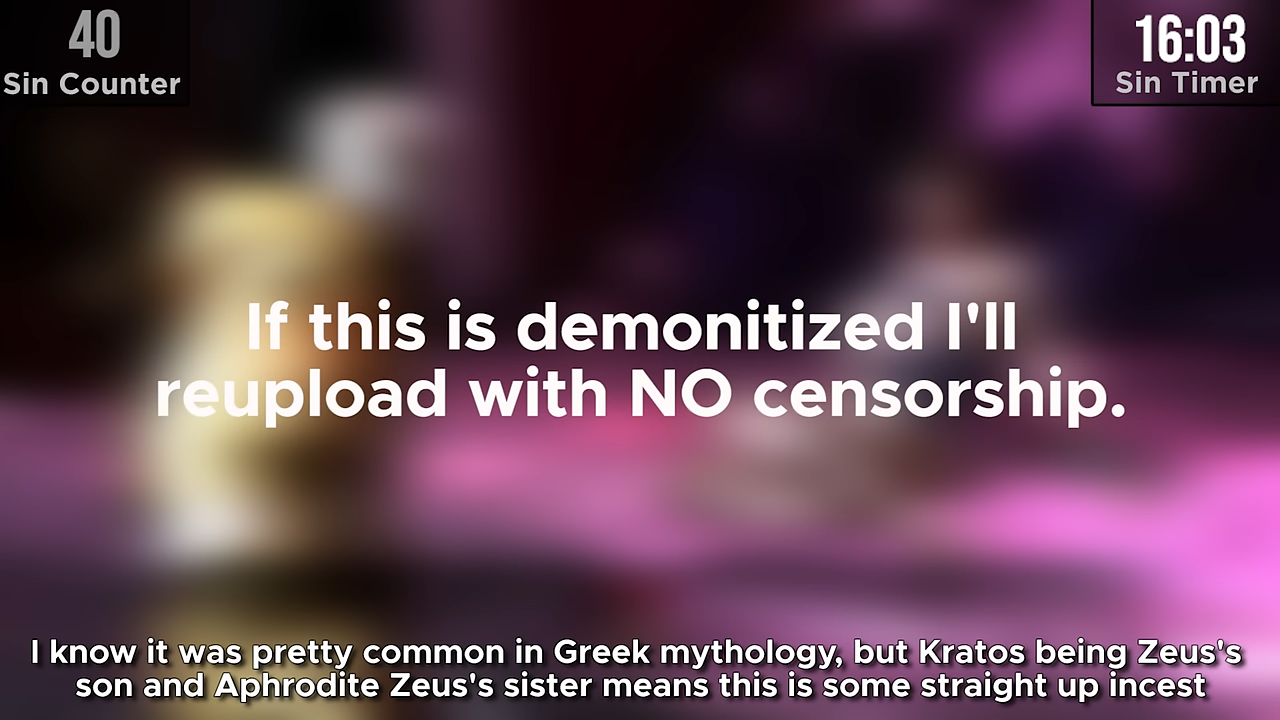 40
Sin Counter
16:03
Sin Timer
If this is demonitized I'll
reupload with NO censorship.
I know it was pretty common in Greek mythology, but Kratos being Zeus's
son and Aphrodite Zeus's sister means this is some straight up incest